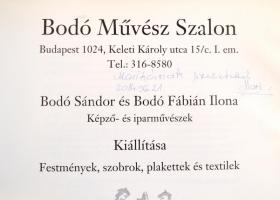 Bodó Művész Szalon
Budapest 1024, Keleti Károly utca 15/c. I. em.
Tel.: 316-8580
Bodó Sándor és Bodó Fábián Ilona
Képző- és iparművészek
Kiállítása
Festmények, szobrok, plakettek és textilek